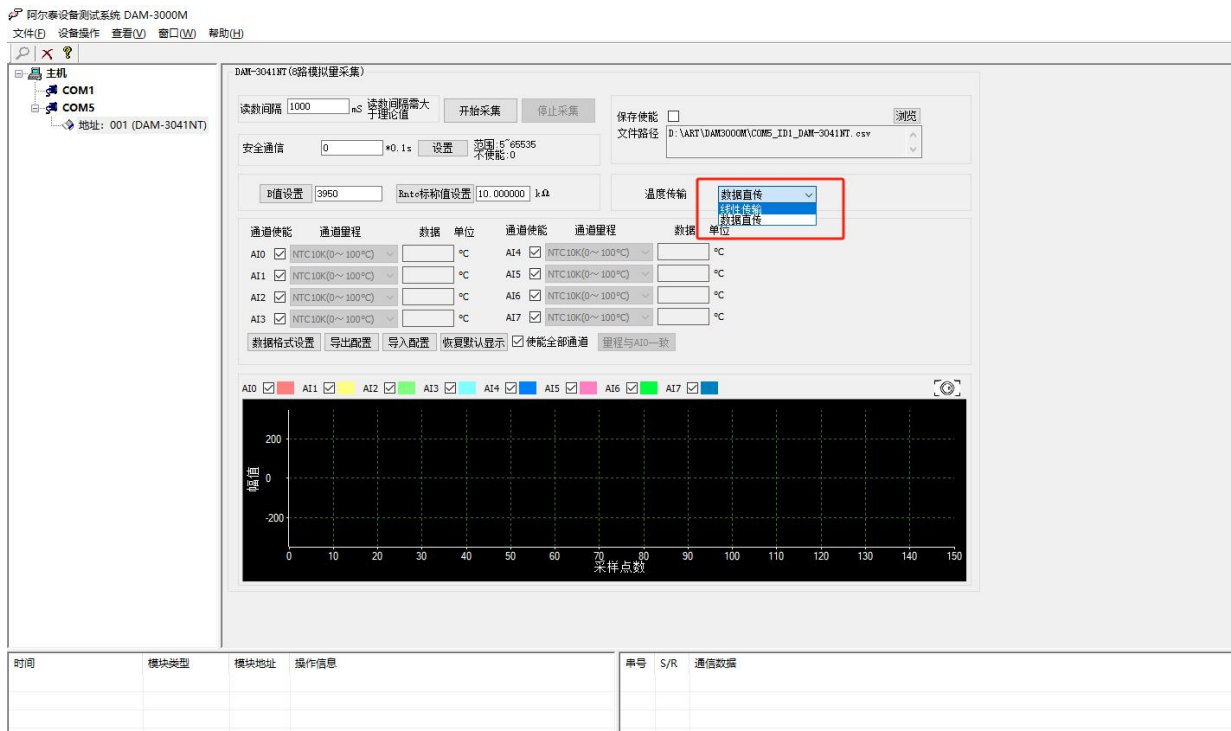 阿尔泰设备测试系统 DAM-3000M
文件(F) 设备操作 查看(V) 窗口(W) 帮助(H)
主机
COM1
COM5
地址：001 (DAM-3041NT)
DAM-3041NT(8路模拟量采集)
读数间隔 1000 mS 读数间隔需大于理论值 开始采集 停止采集
保存使能 浏览
文件路径 D:\ART\DAM3000M\COM5_ID1_DAM-3041NT.csv
安全通信 0 *0.1s 设置 范围:5~65535 不使能:0
B值设置 3950 Rntc标称值设置 10.000000 kΩ
温度传输 数据直传
线性传输
数据直传
通道使能 通道量程 数据 单位 通道使能 通道量程 数据 单位
AI0 NTC10K(0~100℃) ℃ AI4 NTC10K(0~100℃) ℃
AI1 NTC10K(0~100℃) ℃ AI5 NTC10K(0~100℃) ℃
AI2 NTC10K(0~100℃) ℃ AI6 NTC10K(0~100℃) ℃
AI3 NTC10K(0~100℃) ℃ AI7 NTC10K(0~100℃) ℃
数据格式设置 导出配置 导入配置 恢复默认显示 使能全部通道 量程与AI0一致
AI0 AI1 AI2 AI3 AI4 AI5 AI6 AI7
幅值
200
0
-200
0 10 20 30 40 50 60 70 80 90 100 110 120 130 140 150
采样点数
时间 模块类型 模块地址 操作信息 串号 S/R 通信数据